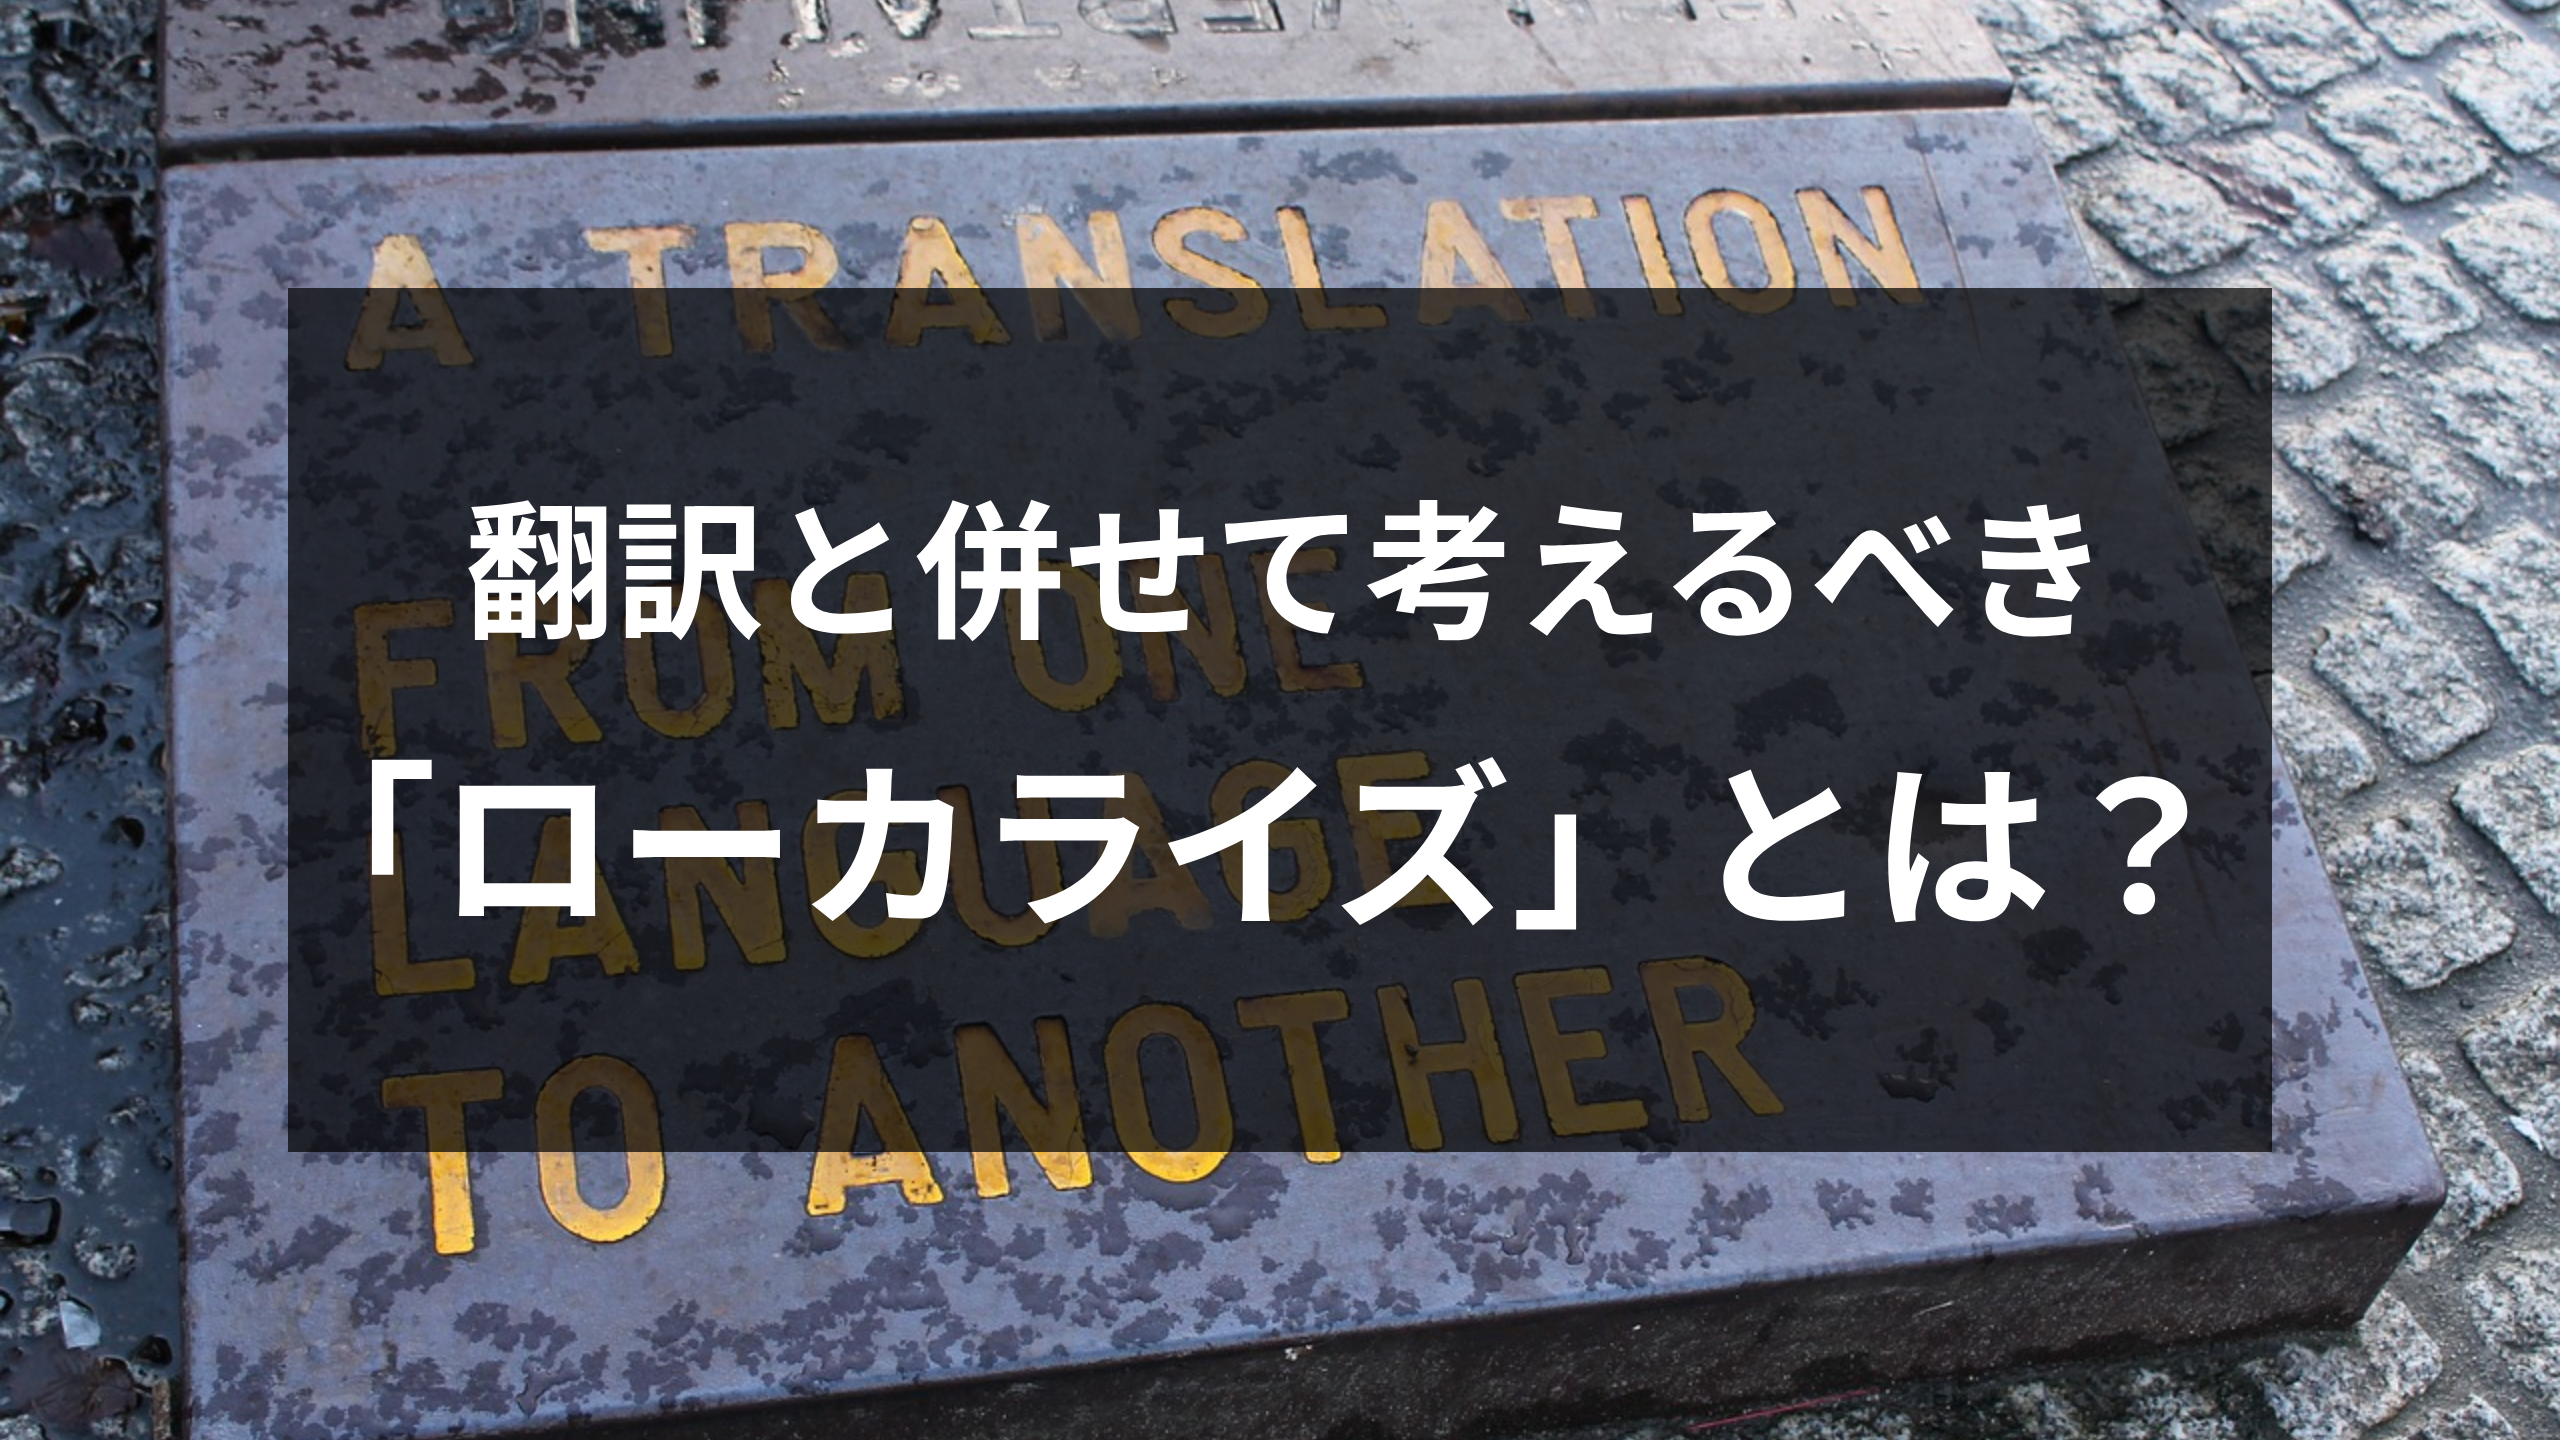 A TRANSLATION
翻訳と併せて考えるべき
FROM ONE
「ローカライズ」とは？
LANGUAGE
TO ANOTHER